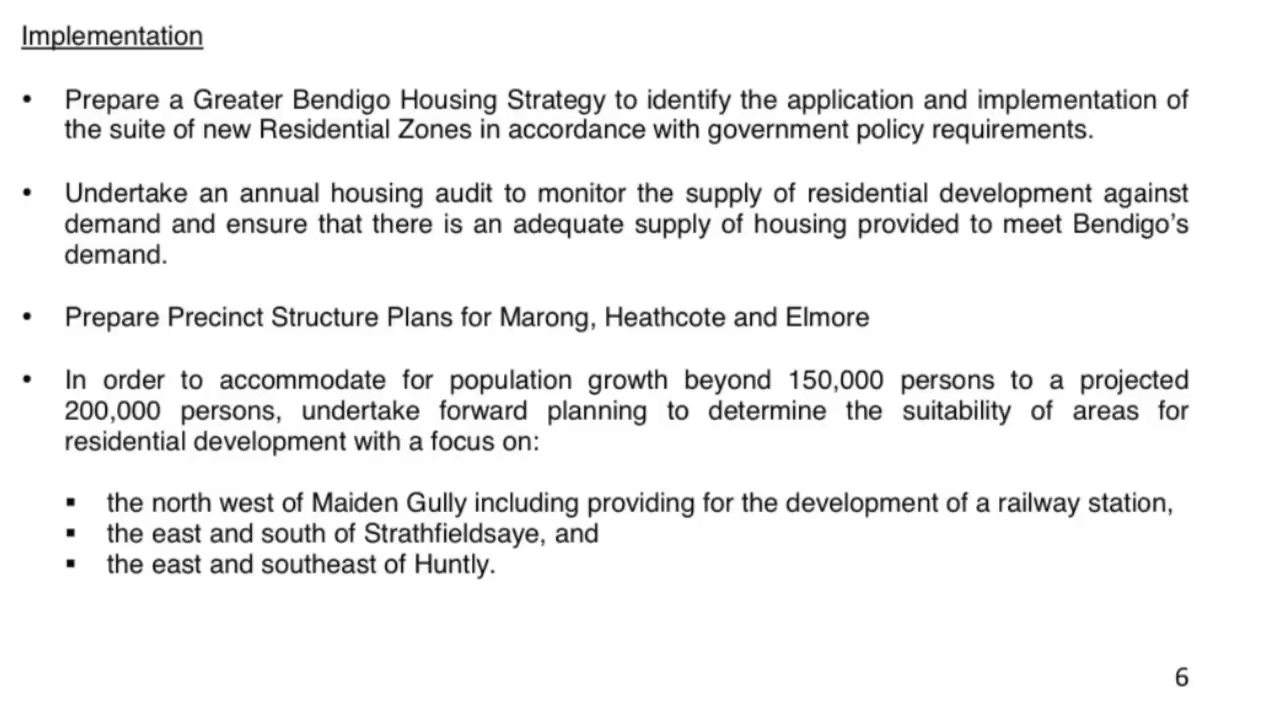 Implementation
• Prepare a Greater Bendigo Housing Strategy to identify the application and implementation of
the suite of new Residential Zones in accordance with government policy requirements.
• Undertake an annual housing audit to monitor the supply of residential development against
demand and ensure that there is an adequate supply of housing provided to meet Bendigo’s
demand.
• Prepare Precinct Structure Plans for Marong, Heathcote and Elmore
• In order to accommodate for population growth beyond 150,000 persons to a projected
200,000 persons, undertake forward planning to determine the suitability of areas for
residential development with a focus on:
▪ the north west of Maiden Gully including providing for the development of a railway station,
▪ the east and south of Strathfieldsaye, and
▪ the east and southeast of Huntly.
6